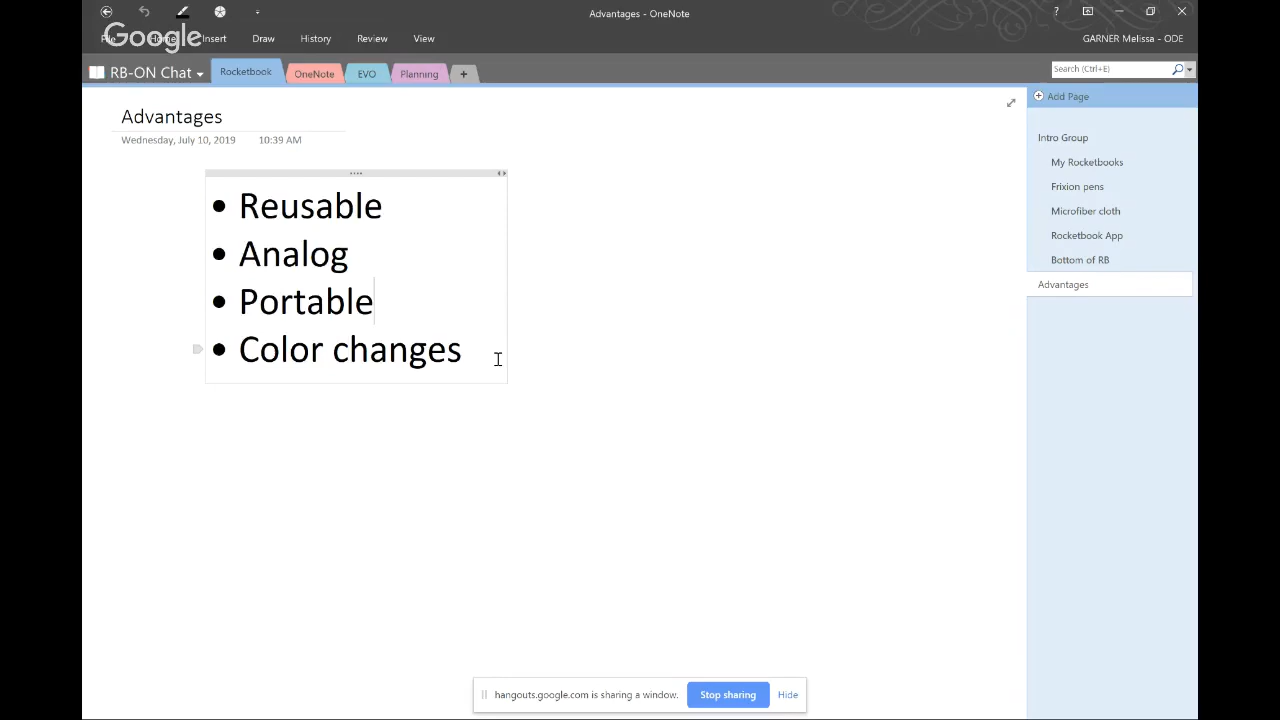 Advantages - OneNote
?
GARNER Melissa - ODE
Google
File Home Insert Draw History Review View
RB-ON Chat
Rocketbook OneNote EVO Planning +
Search (Ctrl+E)
Advantages
Wednesday, July 10, 2019 10:39 AM
• Reusable
• Analog
• Portable
• Color changes
Add Page
Intro Group
My Rocketbooks
Frixion pens
Microfiber cloth
Rocketbook App
Bottom of RB
Advantages
hangouts.google.com is sharing a window. Stop sharing Hide